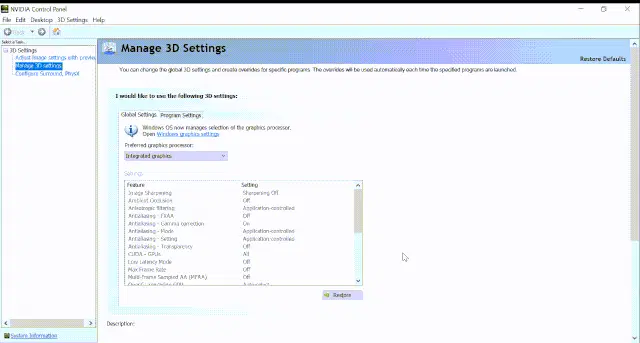 NVIDIA Control Panel
File Edit Desktop 3D Settings Help
Back
Select a Task...
3D Settings
Adjust image settings with preview
Manage 3D settings
Configure Surround, PhysX
System Information
Manage 3D Settings
Restore Defaults
You can change the global 3D settings and create overrides for specific programs. The overrides will be used automatically each time the specified programs are launched.
I would like to use the following 3D settings:
Global Settings Program Settings
Windows OS now manages selection of the graphics processor.
Open Windows graphics settings
Preferred graphics processor:
Integrated graphics
Settings:
Feature Setting
Image Sharpening Sharpening Off
Ambient Occlusion Off
Anisotropic filtering Application-controlled
Antialiasing - FXAA Off
Antialiasing - Gamma correction On
Antialiasing - Mode Application-controlled
Antialiasing - Setting Application-controlled
Antialiasing - Transparency Off
CUDA - GPUs All
Low Latency Mode Off
Max Frame Rate Off
Multi-Frame Sampled AA (MFAA) Off
Restore
Description: